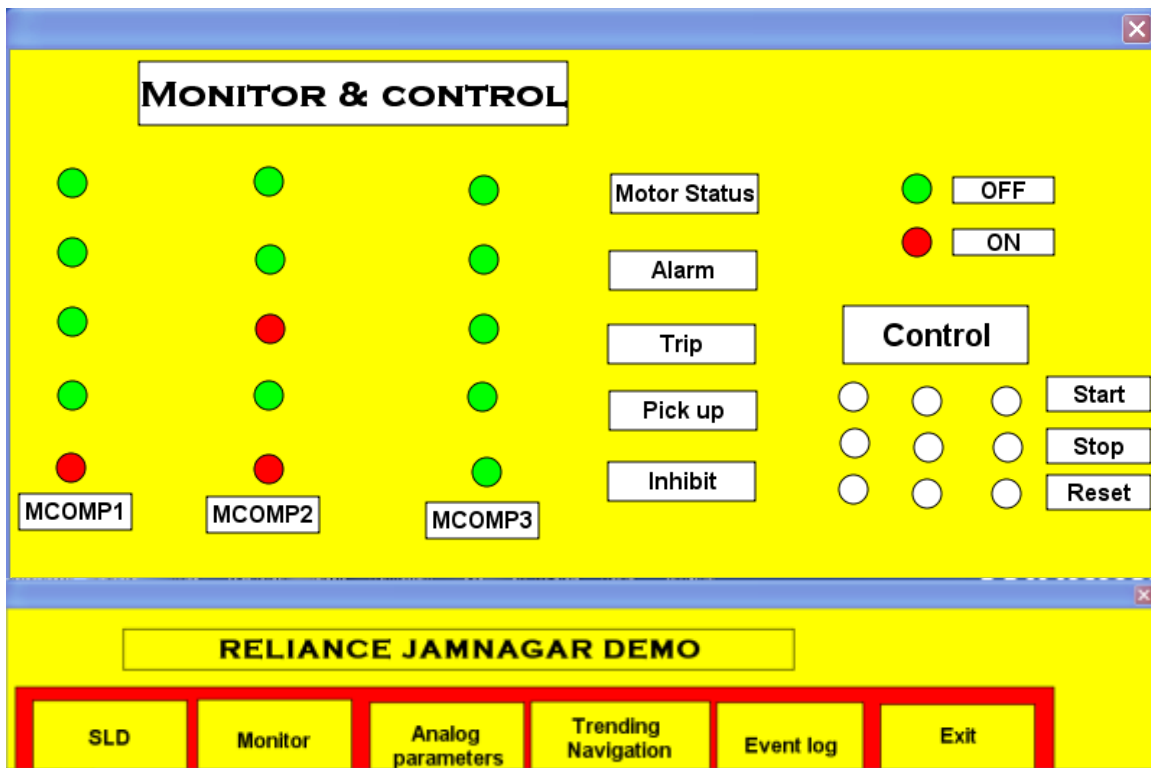 MONITOR & CONTROL
Motor Status
OFF
ON
Alarm
Control
Trip
Start
Pick up
Stop
Inhibit
Reset
MCOMP1
MCOMP2
MCOMP3
RELIANCE JAMNAGAR DEMO
SLD
Monitor
Analog
parameters
Trending
Navigation
Event log
Exit